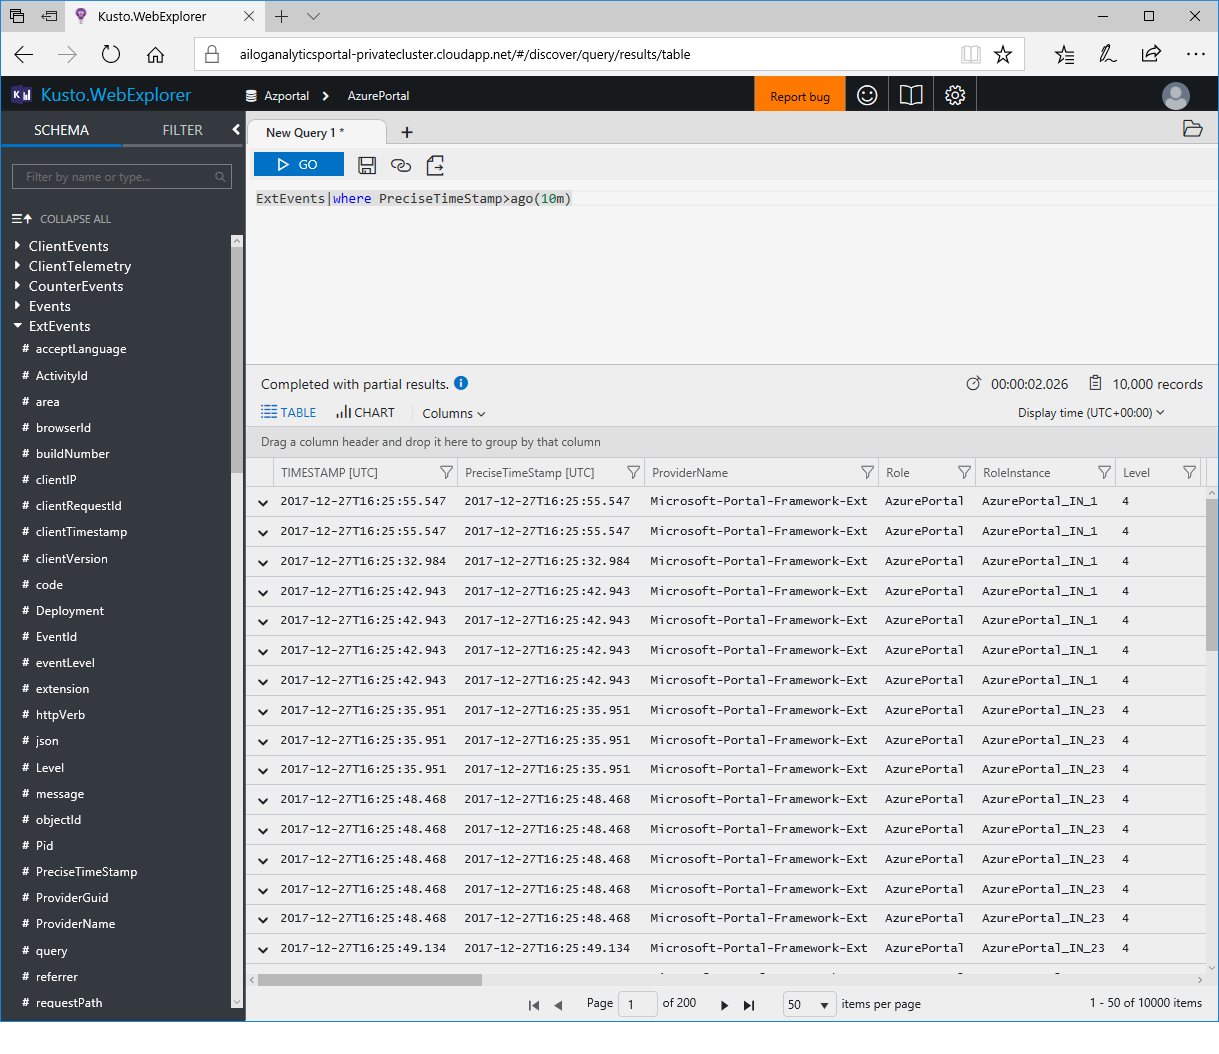 Kusto.WebExplorer
ailoganalyticsportal-privatecluster.cloudapp.net/#/discover/query/results/table
Kusto.WebExplorer Azportal AzurePortal Report bug
SCHEMA FILTER
New Query 1 *
GO
Filter by name or type...
ExtEvents|where PreciseTimeStamp>ago(10m)
COLLAPSE ALL
ClientEvents
ClientTelemetry
CounterEvents
Events
ExtEvents
# acceptLanguage
# ActivityId
# area
# browserId
# buildNumber
# clientIP
# clientRequestId
# clientTimestamp
# clientVersion
# code
# Deployment
# EventId
# eventLevel
# extension
# httpVerb
# json
# Level
# message
# objectId
# Pid
# PreciseTimeStamp
# ProviderGuid
# ProviderName
# query
# referrer
# requestPath
Completed with partial results. 00:00:02.026 10,000 records
TABLE CHART Columns Display time (UTC+00:00)
Drag a column header and drop it here to group by that column
TIMESTAMP [UTC] PreciseTimeStamp [UTC] ProviderName Role RoleInstance Level
2017-12-27T16:25:55.547 2017-12-27T16:25:55.547 Microsoft-Portal-Framework-Ext AzurePortal AzurePortal_IN_1 4
2017-12-27T16:25:55.547 2017-12-27T16:25:55.547 Microsoft-Portal-Framework-Ext AzurePortal AzurePortal_IN_1 4
2017-12-27T16:25:32.984 2017-12-27T16:25:32.984 Microsoft-Portal-Framework-Ext AzurePortal AzurePortal_IN_1 4
2017-12-27T16:25:42.943 2017-12-27T16:25:42.943 Microsoft-Portal-Framework-Ext AzurePortal AzurePortal_IN_1 4
2017-12-27T16:25:42.943 2017-12-27T16:25:42.943 Microsoft-Portal-Framework-Ext AzurePortal AzurePortal_IN_1 4
2017-12-27T16:25:42.943 2017-12-27T16:25:42.943 Microsoft-Portal-Framework-Ext AzurePortal AzurePortal_IN_1 4
2017-12-27T16:25:42.943 2017-12-27T16:25:42.943 Microsoft-Portal-Framework-Ext AzurePortal AzurePortal_IN_1 4
2017-12-27T16:25:35.951 2017-12-27T16:25:35.951 Microsoft-Portal-Framework-Ext AzurePortal AzurePortal_IN_23 4
2017-12-27T16:25:35.951 2017-12-27T16:25:35.951 Microsoft-Portal-Framework-Ext AzurePortal AzurePortal_IN_23 4
2017-12-27T16:25:35.951 2017-12-27T16:25:35.951 Microsoft-Portal-Framework-Ext AzurePortal AzurePortal_IN_23 4
2017-12-27T16:25:48.468 2017-12-27T16:25:48.468 Microsoft-Portal-Framework-Ext AzurePortal AzurePortal_IN_23 4
2017-12-27T16:25:48.468 2017-12-27T16:25:48.468 Microsoft-Portal-Framework-Ext AzurePortal AzurePortal_IN_23 4
2017-12-27T16:25:48.468 2017-12-27T16:25:48.468 Microsoft-Portal-Framework-Ext AzurePortal AzurePortal_IN_23 4
2017-12-27T16:25:48.468 2017-12-27T16:25:48.468 Microsoft-Portal-Framework-Ext AzurePortal AzurePortal_IN_23 4
2017-12-27T16:25:48.468 2017-12-27T16:25:48.468 Microsoft-Portal-Framework-Ext AzurePortal AzurePortal_IN_23 4
2017-12-27T16:25:49.134 2017-12-27T16:25:49.134 Microsoft-Portal-Framework-Ext AzurePortal AzurePortal_IN_23 4
Page 1 of 200 50 items per page 1 - 50 of 10000 items